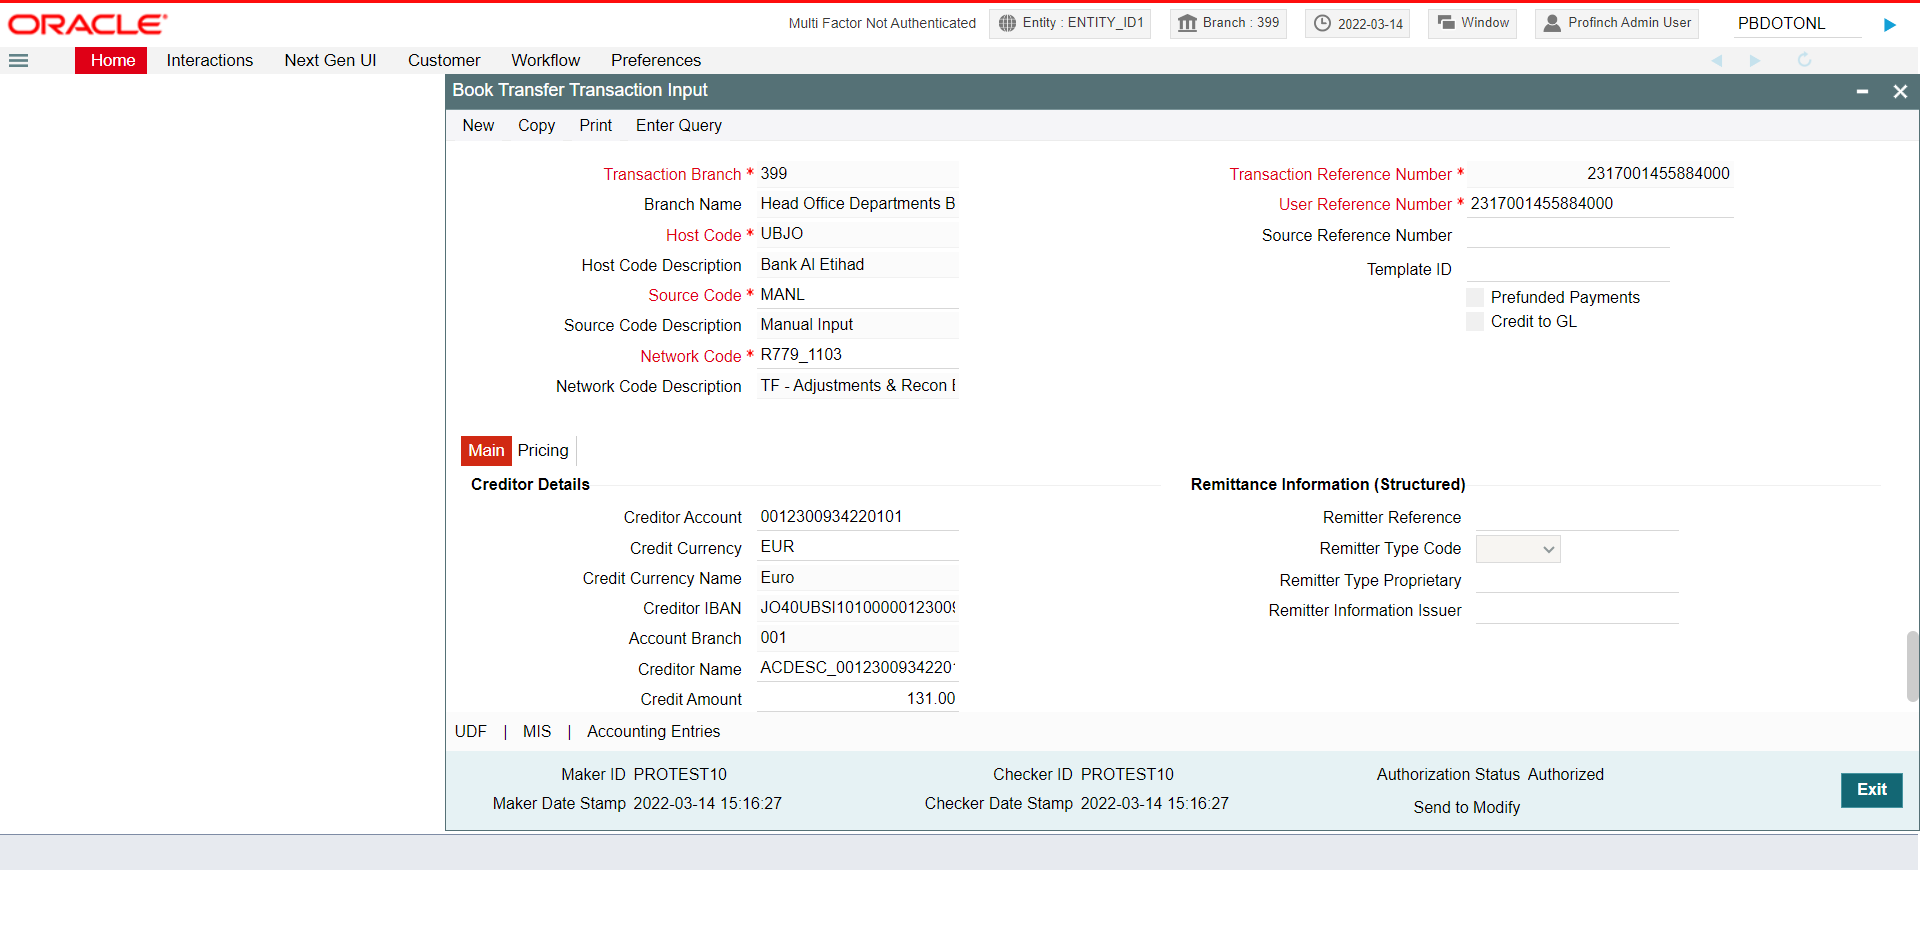 ORACLE
Multi Factor Not Authenticated Entity : ENTITY_ID1 Branch : 399 2022-03-14 Window Profinch Admin User PBDOTONL
Home Interactions Next Gen UI Customer Workflow Preferences
Book Transfer Transaction Input
New Copy Print Enter Query
Transaction Branch * 399
Branch Name Head Office Departments B
Host Code * UBJO
Host Code Description Bank Al Etihad
Source Code * MANL
Source Code Description Manual Input
Network Code * R779_1103
Network Code Description TF - Adjustments & Recon
Transaction Reference Number * 2317001455884000
User Reference Number * 2317001455884000
Source Reference Number
Template ID
Prefunded Payments
Credit to GL
Main Pricing
Creditor Details
Creditor Account 0012300934220101
Credit Currency EUR
Credit Currency Name Euro
Creditor IBAN JO40UBSI1010000012300
Account Branch 001
Creditor Name ACDESC_0012300934220
Credit Amount 131.00
Remittance Information (Structured)
Remitter Reference
Remitter Type Code
Remitter Type Proprietary
Remitter Information Issuer
UDF | MIS | Accounting Entries
Maker ID PROTEST10
Maker Date Stamp 2022-03-14 15:16:27
Checker ID PROTEST10
Checker Date Stamp 2022-03-14 15:16:27
Authorization Status Authorized
Send to Modify
Exit